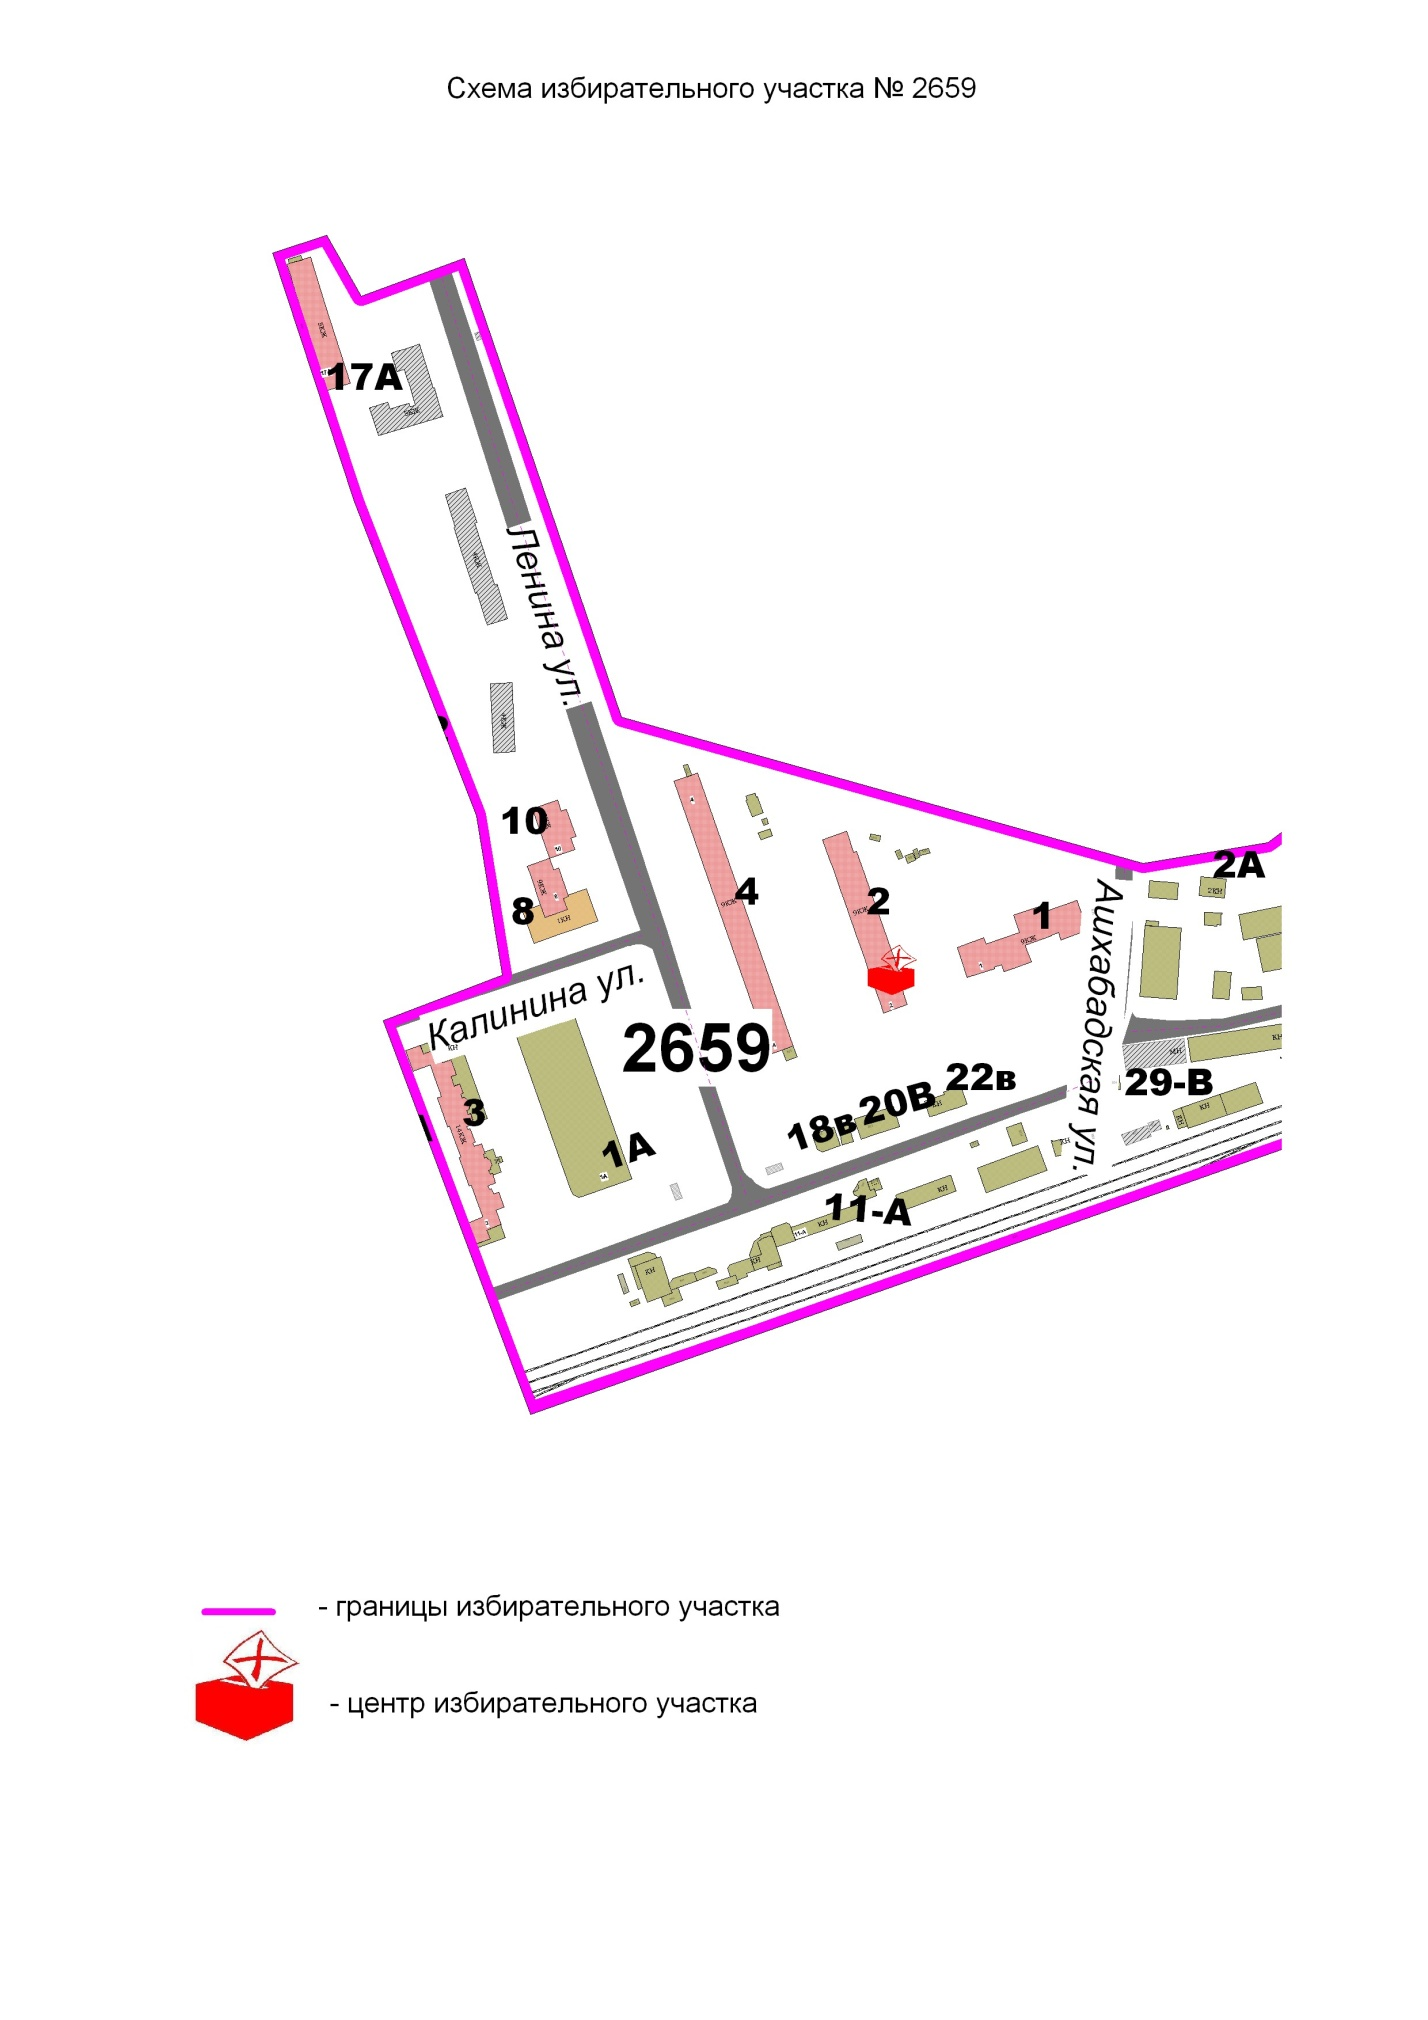 Схема избирательного участка № 2659
17А
Ленина ул.
10
8
4
2
1
2А
Калинина ул.
2659
Ашхабадская ул.
3
1А
18в
20В
22в
29-В
11-А
- границы избирательного участка
- центр избирательного участка